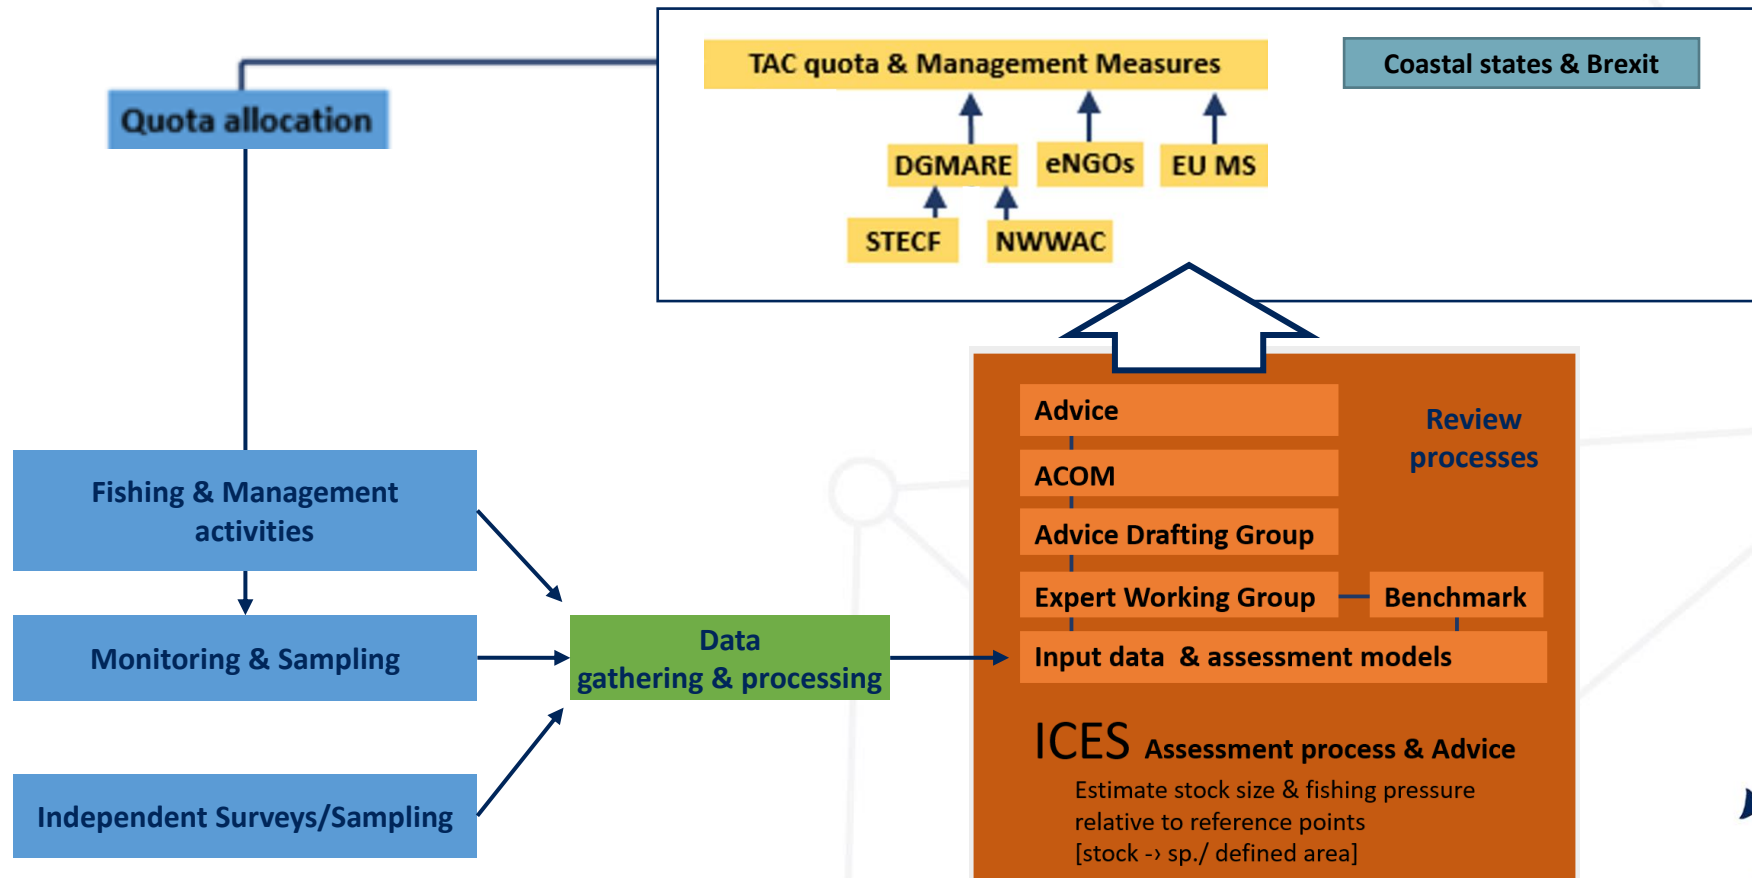 TAC quota & Management Measures
Coastal states & Brexit
Quota allocation
DGMARE
eNGOs
EU MS
STECF
NWWAC
Advice
Review
processes
ACOM
Advice Drafting Group
Expert Working Group
Benchmark
Input data & assessment models
Fishing & Management
activities
Monitoring & Sampling
Independent Surveys/Sampling
Data
gathering & processing
ICES Assessment process & Advice
Estimate stock size & fishing pressure
relative to reference points
[stock -› sp./ defined area]